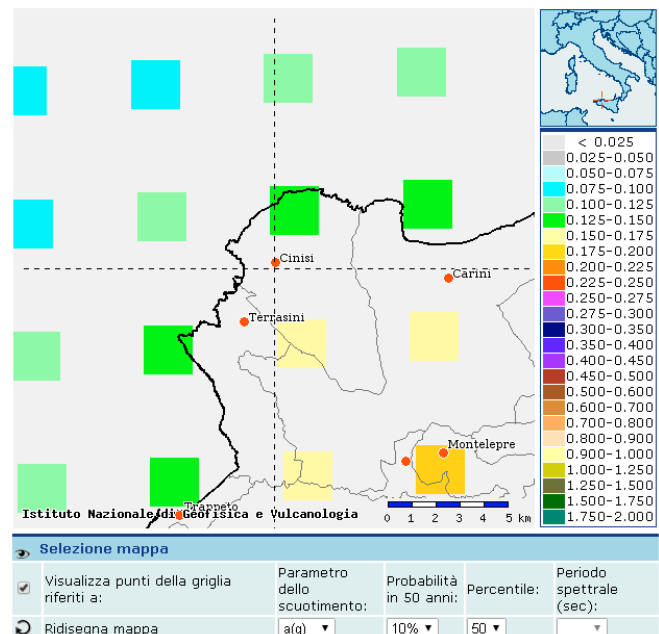 < 0.025
0.025-0.050
0.050-0.075
0.075-0.100
0.100-0.125
0.125-0.150
0.150-0.175
0.175-0.200
0.200-0.225
0.225-0.250
0.250-0.275
0.275-0.300
0.300-0.350
0.350-0.400
0.400-0.450
0.450-0.500
0.500-0.600
0.600-0.700
0.700-0.800
0.800-0.900
0.900-1.000
1.000-1.250
1.250-1.500
1.500-1.750
1.750-2.000
Cinisi
Carini
Terrasini
Montelepre
Trappeto
Istituto Nazionale di Geofisica e Vulcanologia
0 1 2 3 4 5 km
Selezione mappa
Visualizza punti della griglia
riferiti a:
Parametro
dello
scuotimento:
Probabilità
in 50 anni:
Percentile:
Periodo
spettrale
(sec):
Ridisegna mappa
a(g)
10%
50